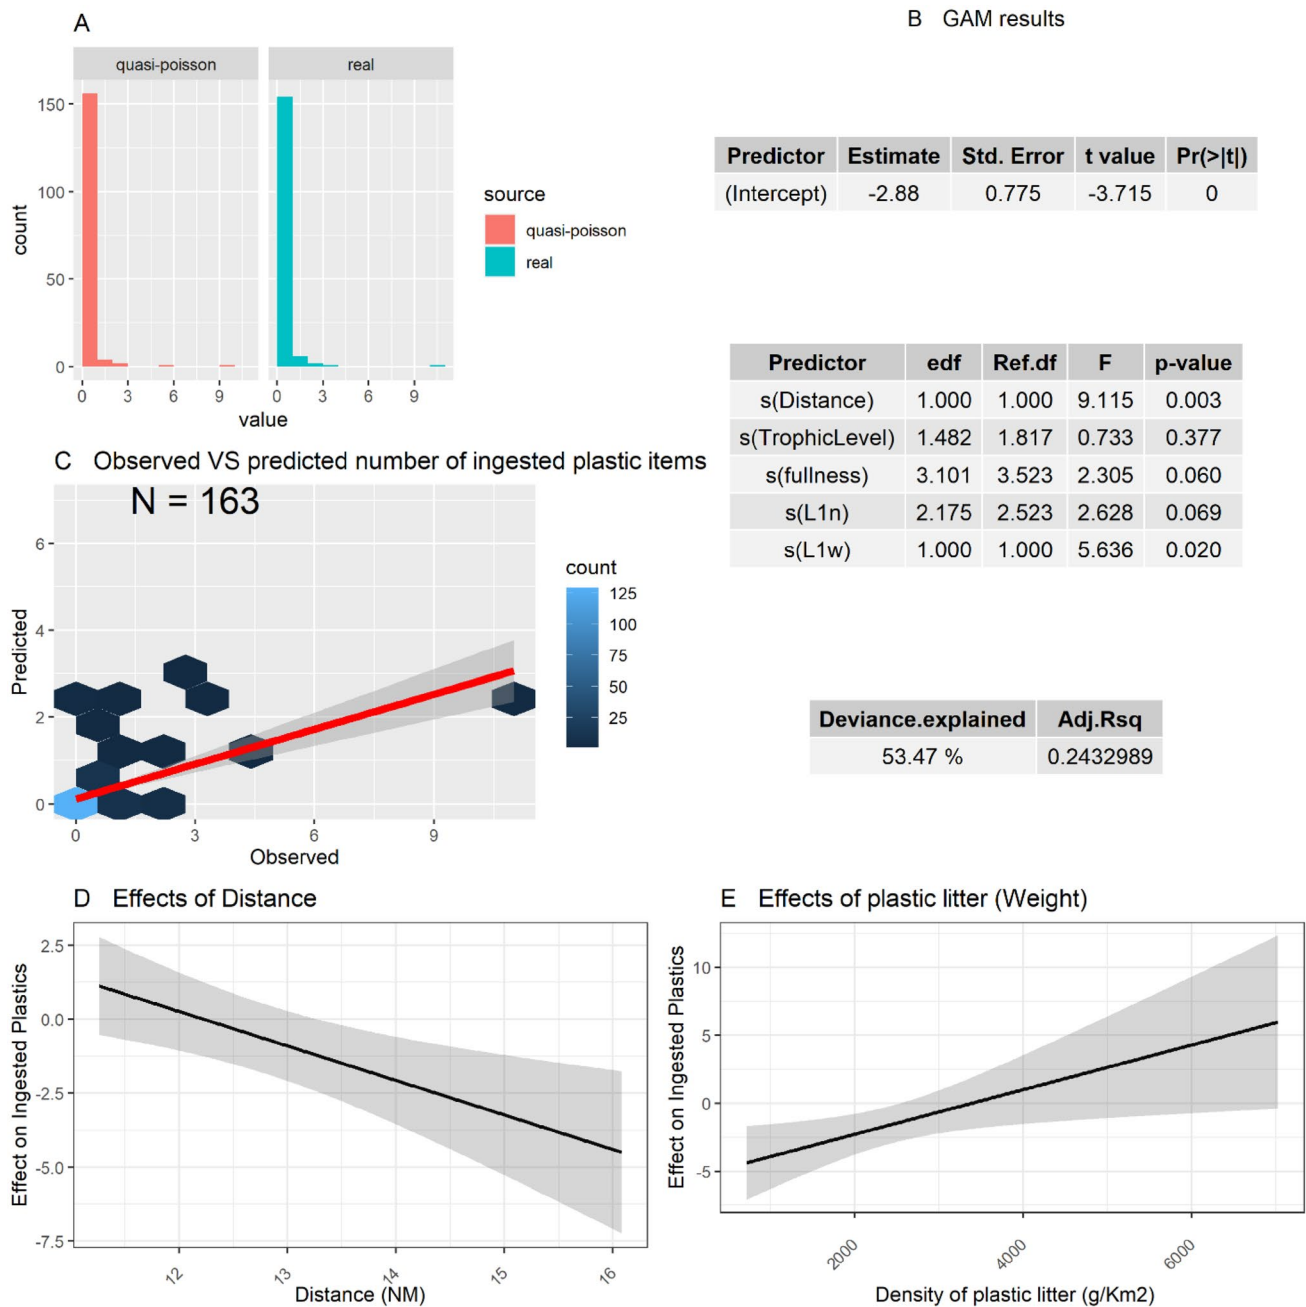 A
quasi-poisson real
150
100
50
0
count
0 3 6 9 0 3 6 9
value
source
quasi-poisson
real
B GAM results
Predictor Estimate Std. Error t value Pr(>|t|)
(Intercept) -2.88 0.775 -3.715 0
Predictor edf Ref.df F p-value
s(Distance) 1.000 1.000 9.115 0.003
s(TrophicLevel) 1.482 1.817 0.733 0.377
s(fullness) 3.101 3.523 2.305 0.060
s(L1n) 2.175 2.523 2.628 0.069
s(L1w) 1.000 1.000 5.636 0.020
Deviance.explained Adj.Rsq
53.47 % 0.2432989
C Observed VS predicted number of ingested plastic items
N = 163
6
4
2
0
Predicted
0 3 6 9
Observed
count
125
100
75
50
25
D Effects of Distance
2.5
0.0
-2.5
-5.0
-7.5
Effect on Ingested Plastics
12 13 14 15 16
Distance (NM)
E Effects of plastic litter (Weight)
10
5
0
-5
Effect on Ingested Plastics
2000 4000 6000
Density of plastic litter (g/Km2)